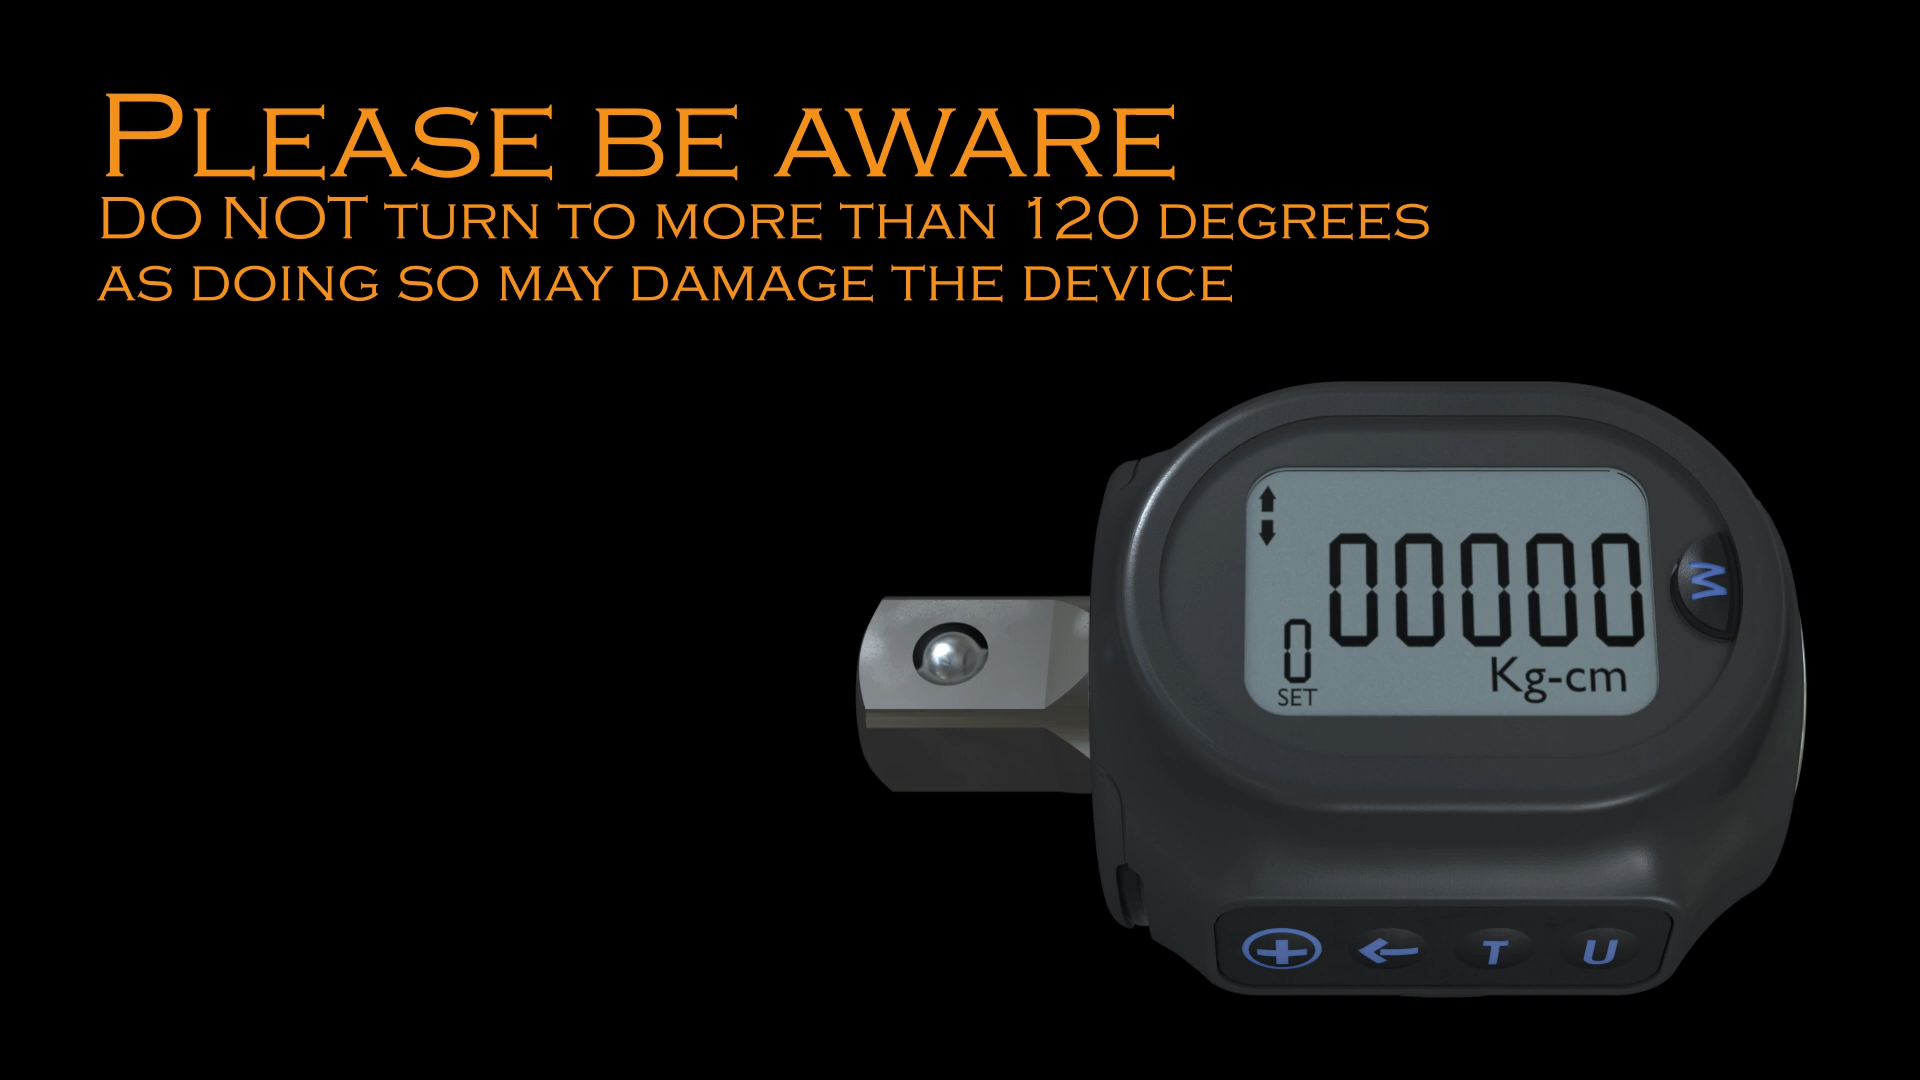 PLEASE BE AWARE
DO NOT TURN TO MORE THAN 120 DEGREES
AS DOING SO MAY DAMAGE THE DEVICE
00000
0
SET
Kg-cm
M
T
U